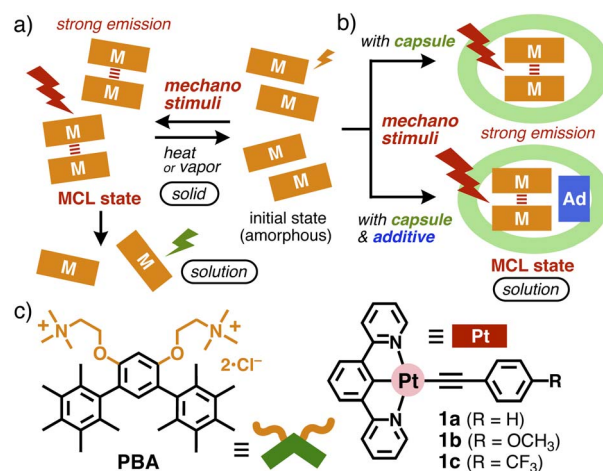 a)
strong emission
M
M
M
M
MCL state
M
M
solution
mechano
stimuli
heat
or vapor
solid
M
M
M
M
initial state
(amorphous)
b)
with capsule
mechano
stimuli
with capsule
& additive
M
M
strong emission
M
M
Ad
MCL state
solution
c)
N
+
O
O
N
+
2•Cl–
PBA
≡
N
Pt
N
R
≡ Pt
1a (R = H)
1b (R = OCH3)
1c (R = CF3)